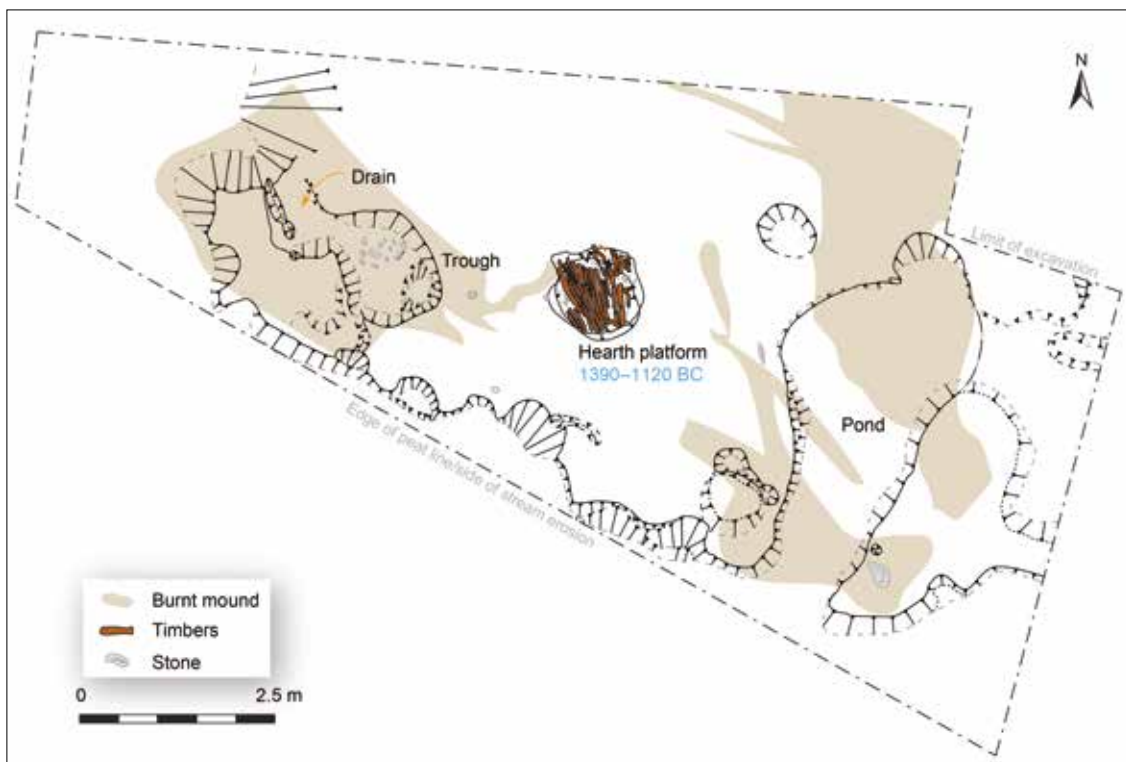 N
Drain
Trough
Limit of excavation
Hearth platform
1390–1120 BC
Pond
Edge of peat line/side of stream erosion
Burnt mound
Timbers
Stone
0 2.5 m